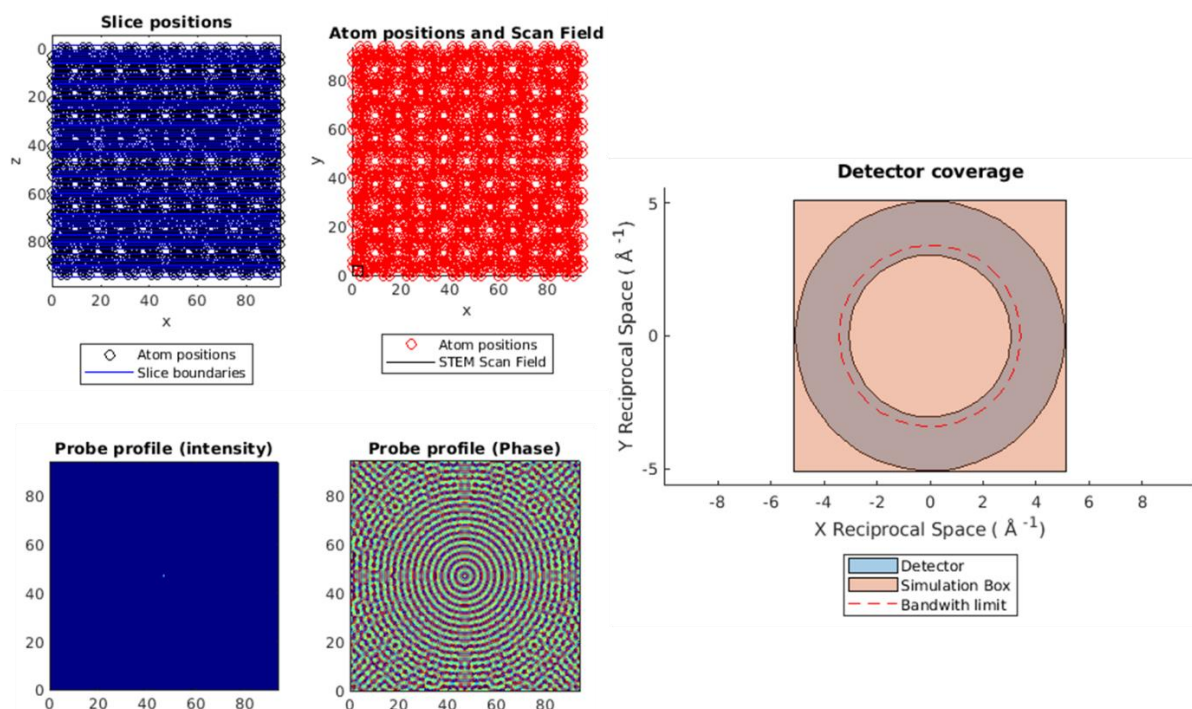 Slice positions
0
20
40
60
80
z
0 20 40 60 80
x
Atom positions
Slice boundaries
Atom positions and Scan Field
80
60
40
20
0
y
0 20 40 60 80
x
Atom positions
STEM Scan Field
Probe profile (intensity)
80
60
40
20
0
0 20 40 60 80
Probe profile (Phase)
80
60
40
20
0
0 20 40 60 80
Detector coverage
5
0
-5
Y Reciprocal Space ( Å -1)
-8 -6 -4 -2 0 2 4 6 8
X Reciprocal Space ( Å -1)
Detector
Simulation Box
Bandwith limit